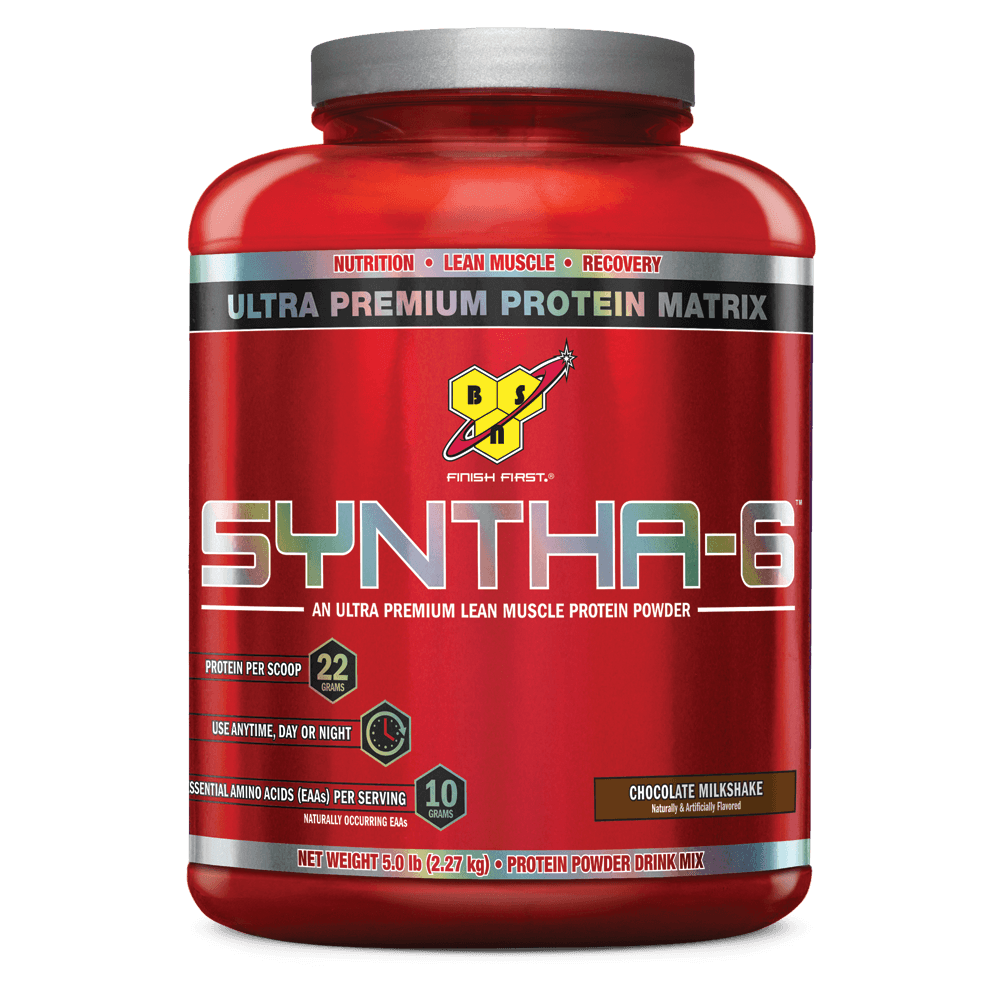 NUTRITION • LEAN MUSCLE • RECOVERY
ULTRA PREMIUM PROTEIN MATRIX
B S
N
FINISH FIRST.®
SYNTHA-6™
AN ULTRA PREMIUM LEAN MUSCLE PROTEIN POWDER
PROTEIN PER SCOOP 22 GRAMS
USE ANYTIME, DAY OR NIGHT
SSENTIAL AMINO ACIDS (EAAs) PER SERVING 10 GRAMS
NATURALLY OCCURRING EAAs
CHOCOLATE MILKSHAKE
Naturally & Artificially Flavored
NET WEIGHT 5.0 lb (2.27 kg) • PROTEIN POWDER DRINK MIX